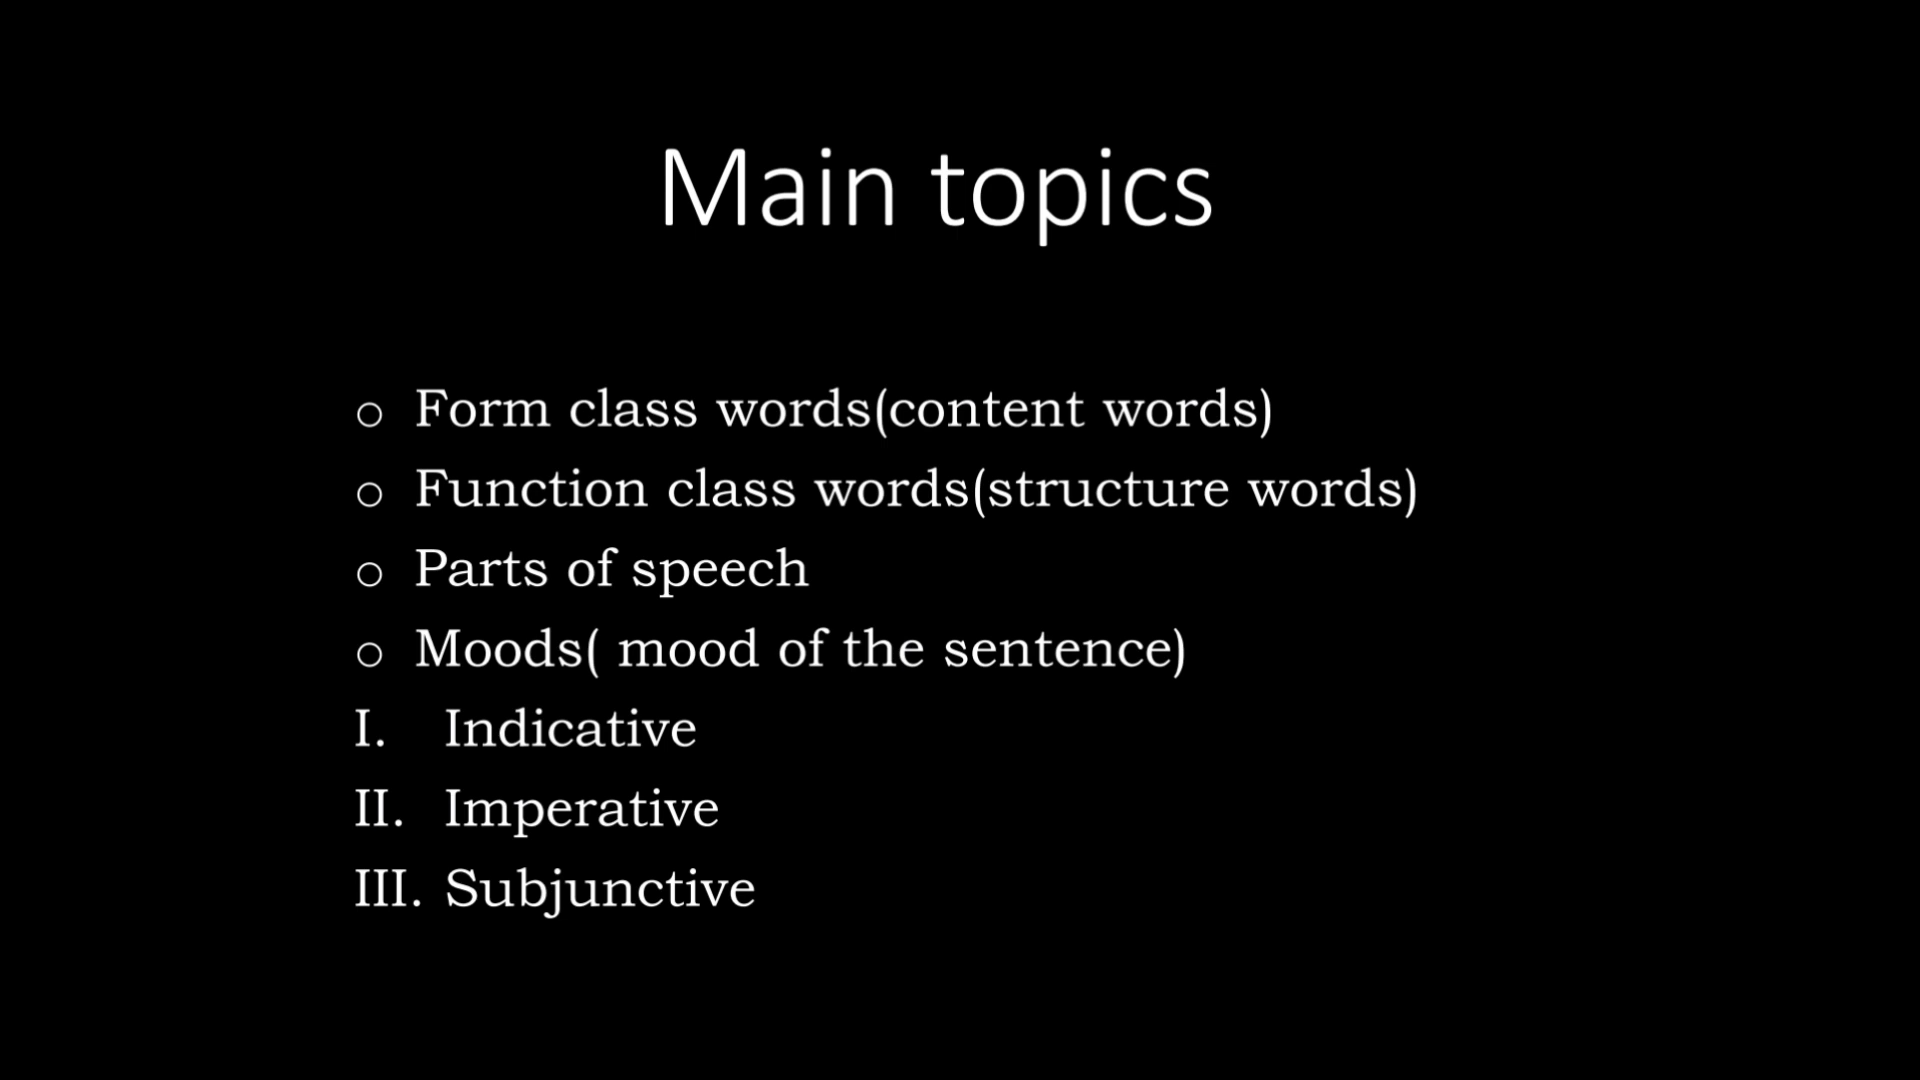 Main topics
o Form class words(content words)
o Function class words(structure words)
o Parts of speech
o Moods( mood of the sentence)
I. Indicative
II. Imperative
III. Subjunctive